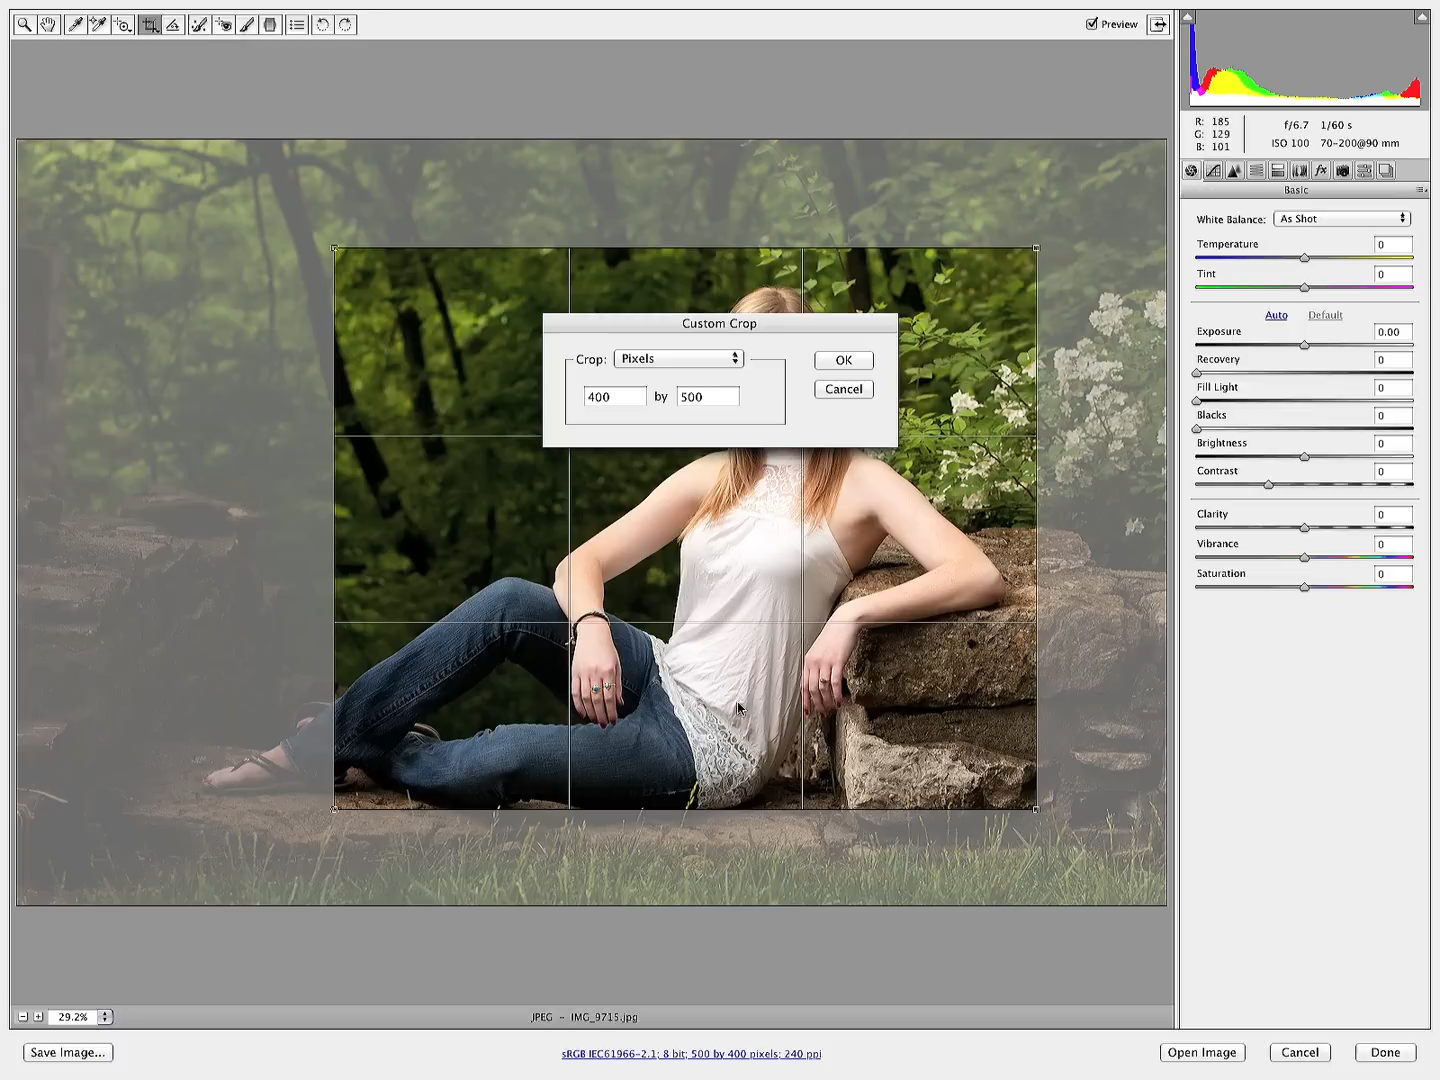 Preview
R: 185
G: 129
B: 101
f/6.7 1/60 s
ISO 100 70-200@90 mm
fx
Basic
White Balance: As Shot
Temperature 0
Tint 0
Auto Default
Exposure 0.00
Recovery 0
Fill Light 0
Blacks 0
Brightness 0
Contrast 0
Clarity 0
Vibrance 0
Saturation 0
Custom Crop
Crop: Pixels
OK
400 by 500
Cancel
29.2%
JPEG - IMG_9715.jpg
Save Image...
sRGB IEC61966-2.1; 8 bit; 500 by 400 pixels; 240 ppi
Open Image
Cancel
Done